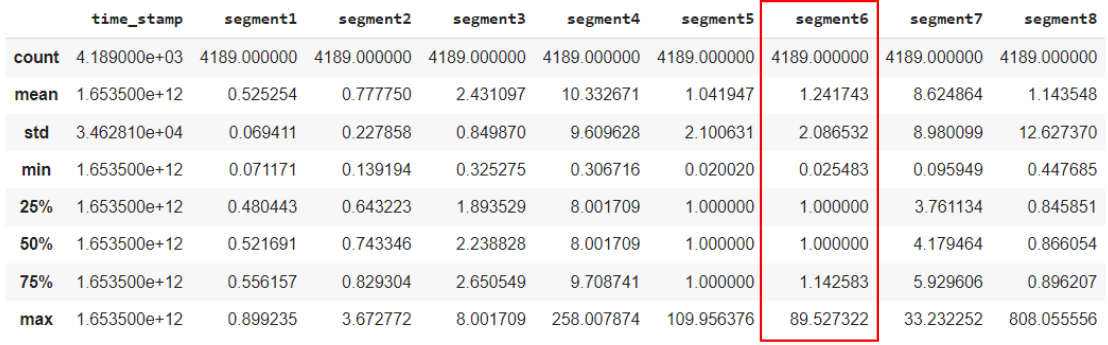 time_stamp segment1 segment2 segment3 segment4 segment5 segment6 segment7 segment8
count 4.189000e+03 4189.000000 4189.000000 4189.000000 4189.000000 4189.000000 4189.000000 4189.000000 4189.000000
mean 1.653500e+12 0.525254 0.777750 2.431097 10.332671 1.041947 1.241743 8.624864 1.143548
std 3.462810e+04 0.069411 0.227858 0.849870 9.609628 2.100631 2.086532 8.980099 12.627370
min 1.653500e+12 0.071171 0.139194 0.325275 0.306716 0.020020 0.025483 0.095949 0.447685
25% 1.653500e+12 0.480443 0.643223 1.893529 8.001709 1.000000 1.000000 3.761134 0.845851
50% 1.653500e+12 0.521691 0.743346 2.238828 8.001709 1.000000 1.000000 4.179464 0.866054
75% 1.653500e+12 0.556157 0.829304 2.650549 9.708741 1.000000 1.142583 5.929606 0.896207
max 1.653500e+12 0.899235 3.672772 8.001709 258.007874 109.956376 89.527322 33.232252 808.055556